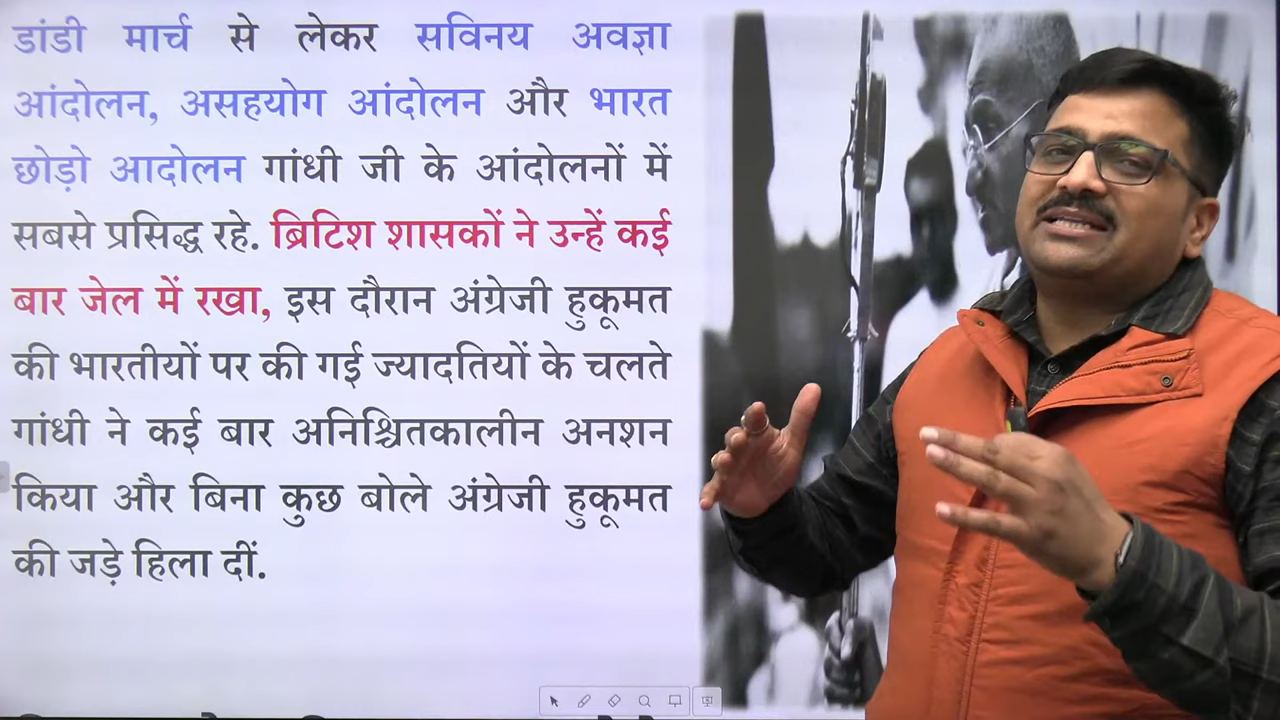 डांडी मार्च से लेकर सविनय अवज्ञा
आंदोलन, असहयोग आंदोलन और भारत
छोड़ो आदोलन गांधी जी के आंदोलनों में
सबसे प्रसिद्ध रहे. ब्रिटिश शासकों ने उन्हें कई
बार जेल में रखा, इस दौरान अंग्रेजी हुकूमत
की भारतीयों पर की गई ज्यादतियों के चलते
गांधी ने कई बार अनिश्चितकालीन अनशन
किया और बिना कुछ बोले अंग्रेजी हुकूमत
की जड़े हिला दीं.